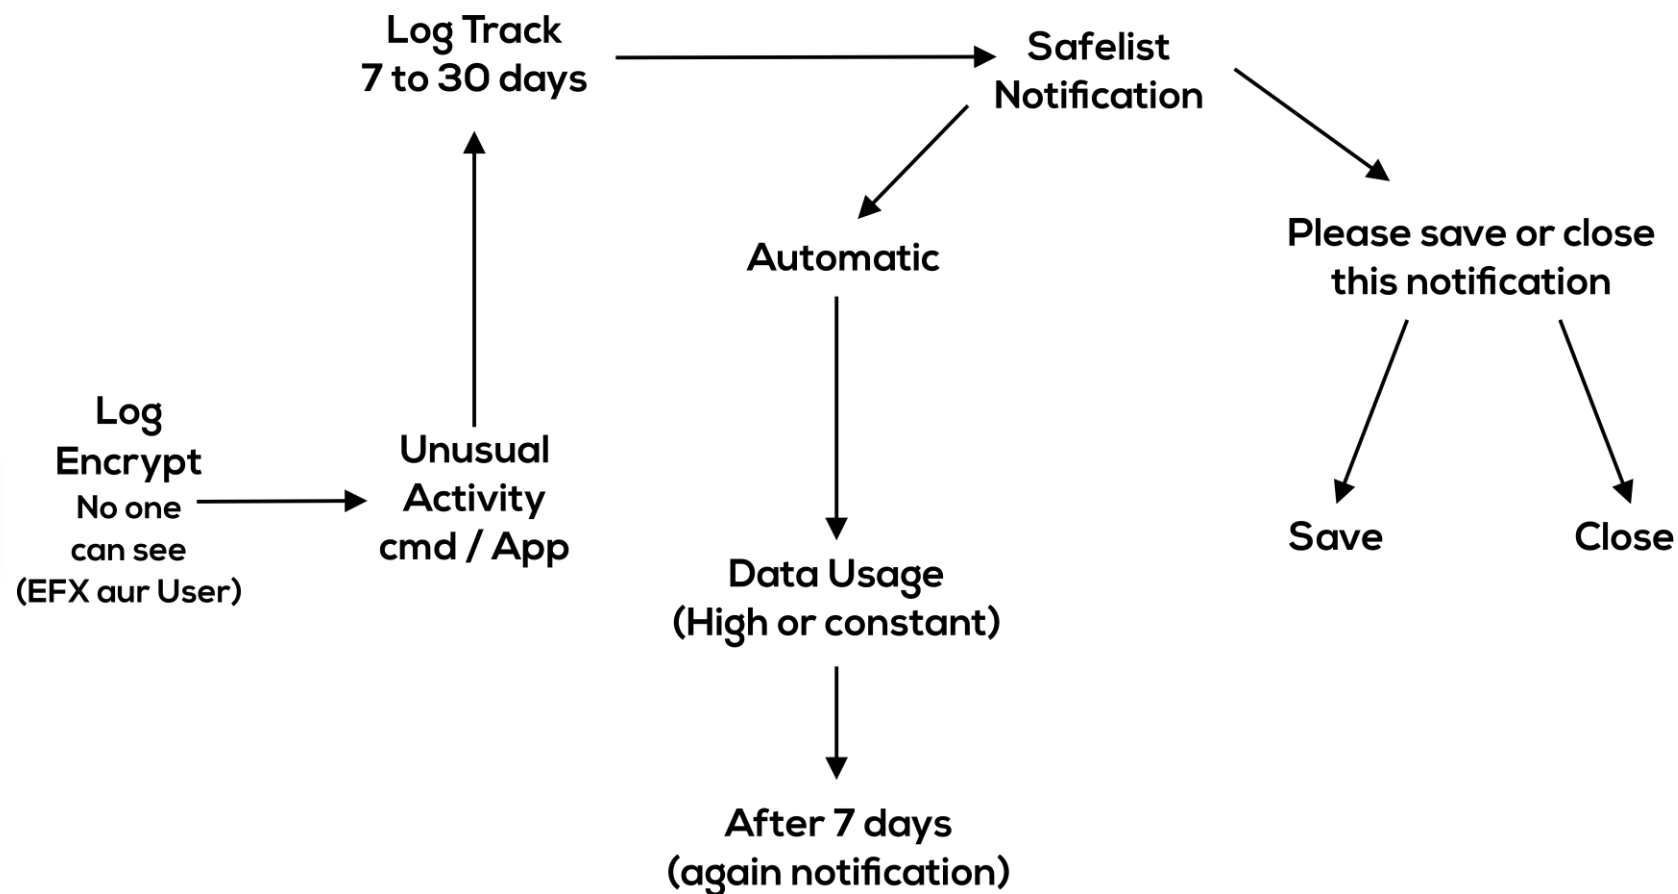 Log Track
7 to 30 days
Safelist
Notification
Automatic
Please save or close
this notification
Log
Encrypt
No one
can see
(EFX aur User)
Unusual
Activity
cmd / App
Save
Close
Data Usage
(High or constant)
After 7 days
(again notification)